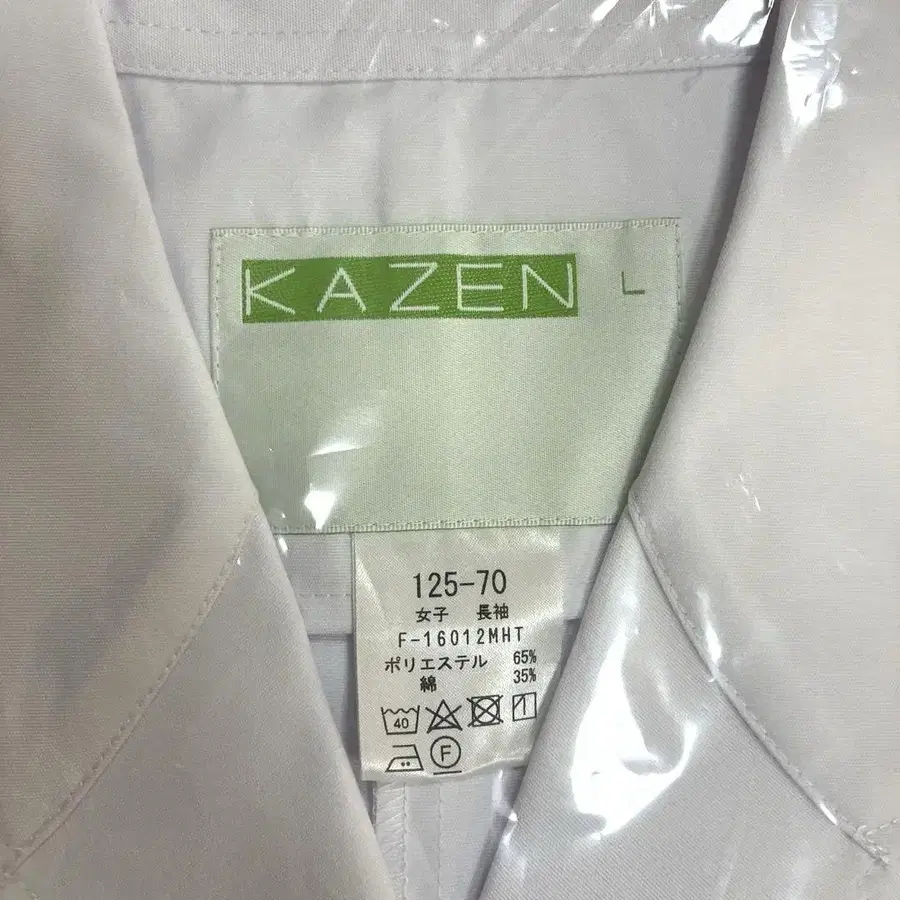 KAZEN L
125-70
女子 長袖
F-16012MHT
ポリエステル 65%
綿 35%
40
F